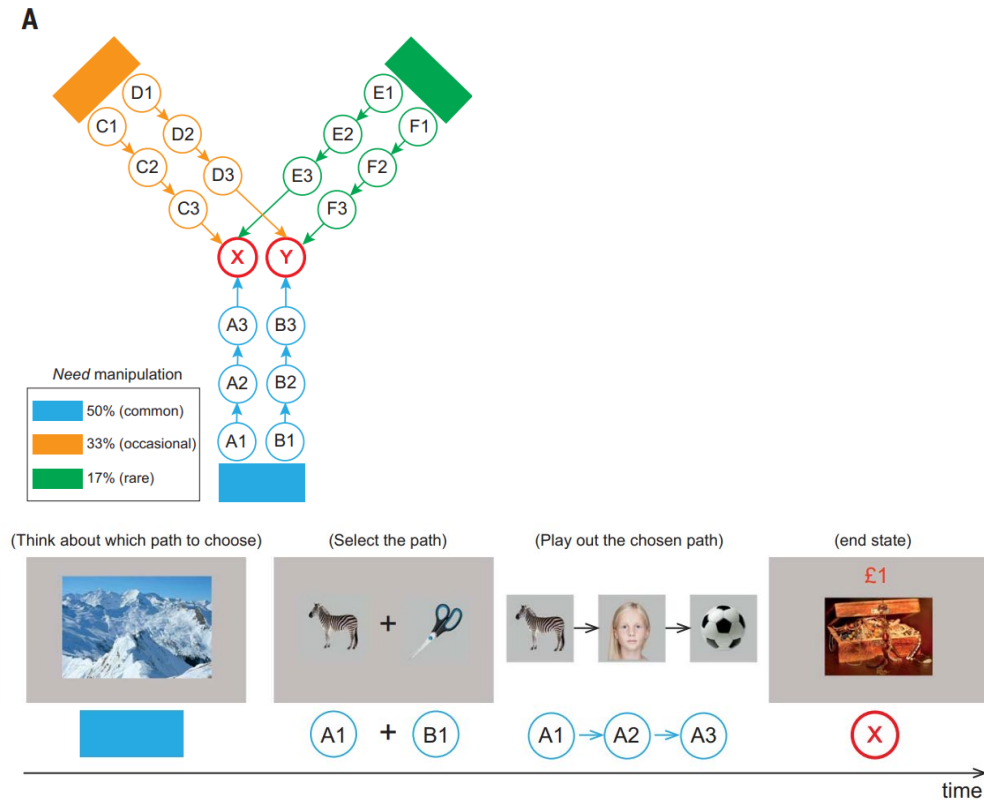 A
D1
E1
C1
F1
D2
E2
C2
F2
D3
E3
C3
F3
X
Y
A3
B3
Need manipulation
A2
B2
50% (common)
33% (occasional)
A1
B1
17% (rare)
(Think about which path to choose)
(Select the path)
(Play out the chosen path)
(end state)
£1
+
A1 + B1
A1
A2
A3
X
time